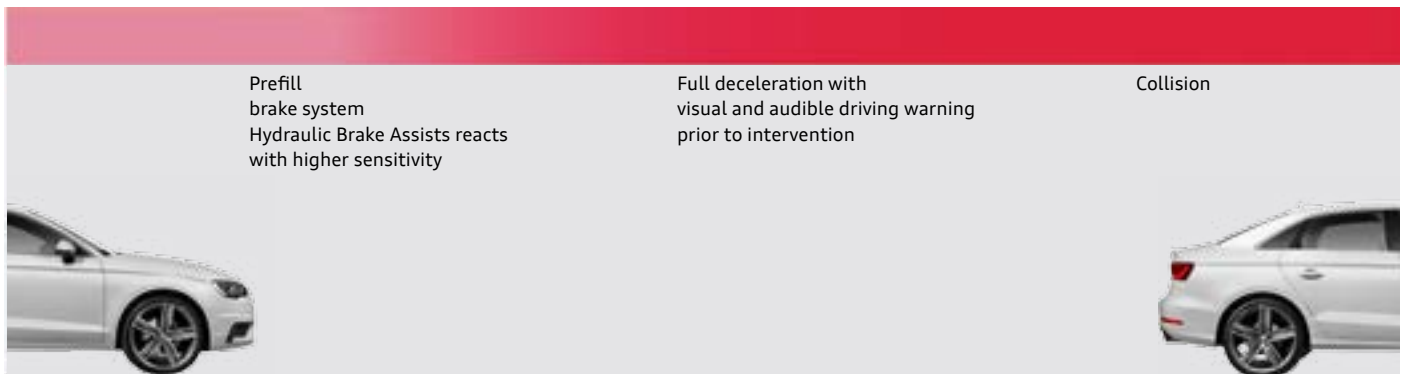 Prefill
brake system
Hydraulic Brake Assists reacts
with higher sensitivity
Full deceleration with
visual and audible driving warning
prior to intervention
Collision